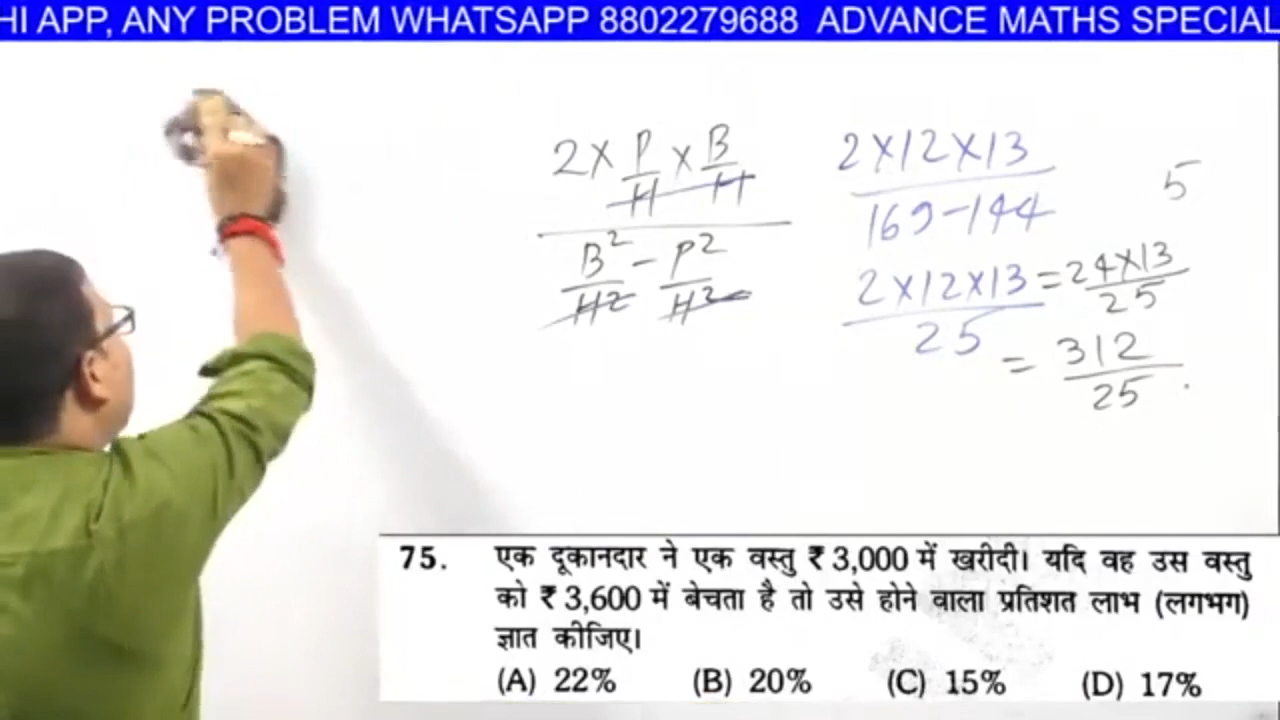 HI APP, ANY PROBLEM WHATSAPP 8802279688 ADVANCE MATHS SPECIAL
2 × P/H × B/H
B²/H² - P²/H²
2×12×13
169-144
2×12×13/25 = 24×13/25
= 312/25 .
5
75. एक दूकानदार ने एक वस्तु ₹ 3,000 में खरीदी। यदि वह उस वस्तु
को ₹ 3,600 में बेचता है तो उसे होने वाला प्रतिशत लाभ (लगभग)
ज्ञात कीजिए।
(A) 22% (B) 20% (C) 15% (D) 17%